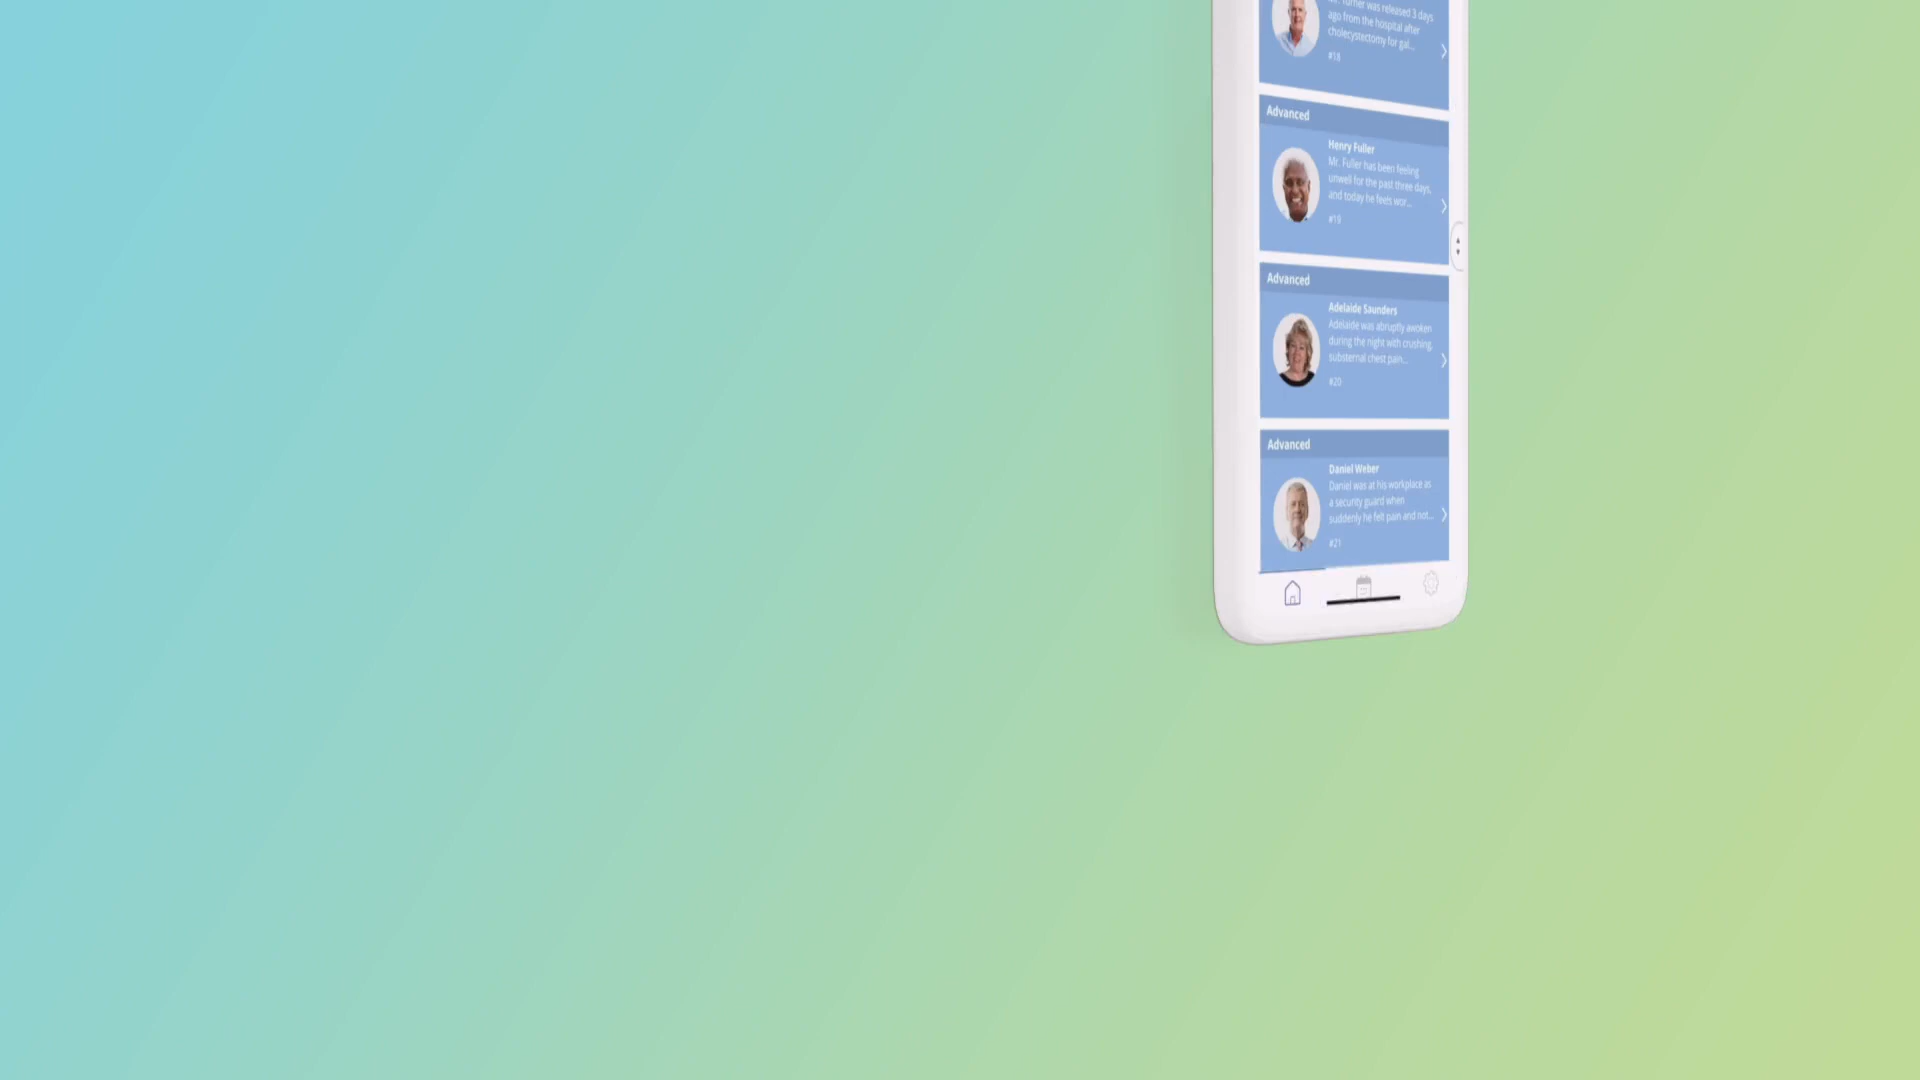 Mr. Turner was released 3 days
ago from the hospital after
cholecystectomy for gal...
#18
Advanced
Henry Fuller
Mr. Fuller has been feeling
unwell for the past three days,
and today he feels wor...
#19
Advanced
Adelaide Saunders
Adelaide was abruptly awoken
during the night with crushing,
substernal chest pain...
#20
Advanced
Daniel Weber
Daniel was at his workplace as
a security guard when
suddenly he felt pain and not...
#21